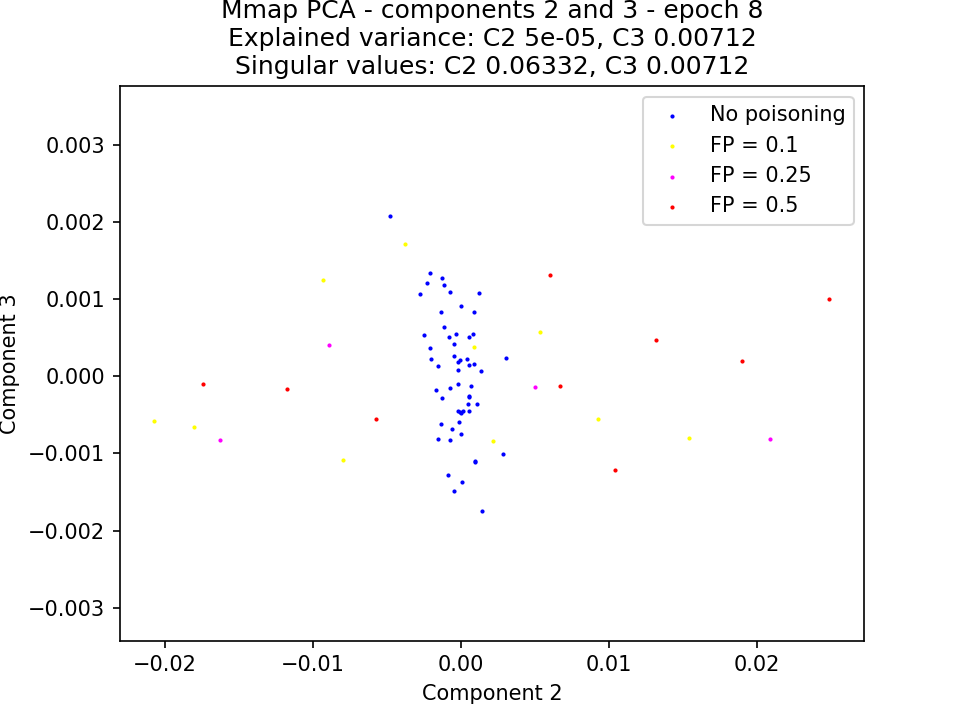 Mmap PCA - components 2 and 3 - epoch 8
Explained variance: C2 5e-05, C3 0.00712
Singular values: C2 0.06332, C3 0.00712
No poisoning
FP = 0.1
FP = 0.25
FP = 0.5
Component 3
0.003
0.002
0.001
0.000
−0.001
−0.002
−0.003
−0.02
−0.01
0.00
0.01
0.02
Component 2